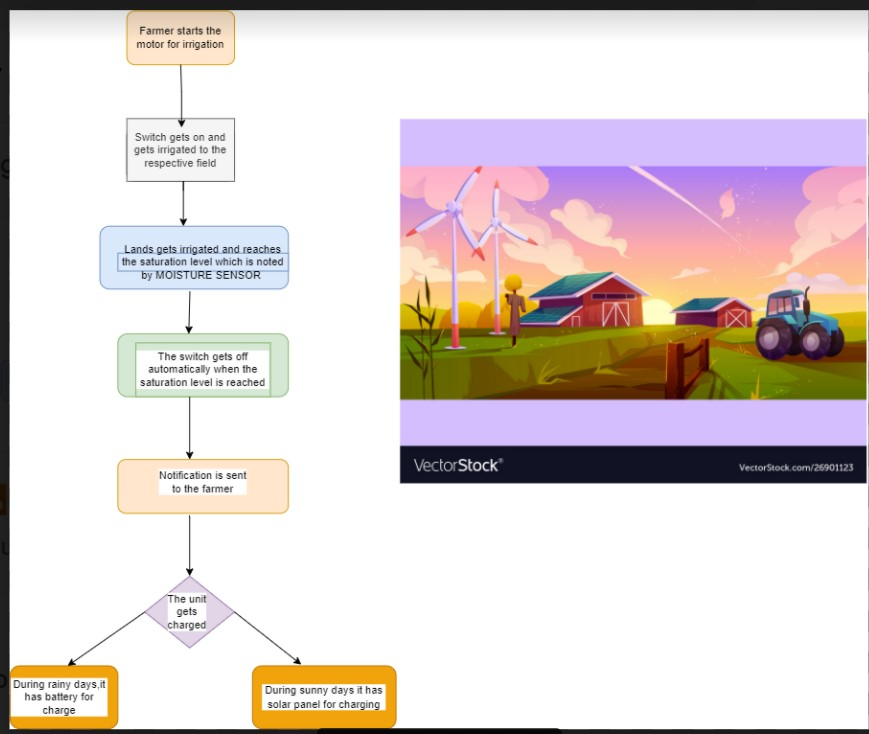 Farmer starts the
motor for irrigation
Switch gets on and
gets irrigated to the
respective field
Lands gets irrigated and reaches
the saturation level which is noted
by MOISTURE SENSOR
The switch gets off
automatically when the
saturation level is reached
Notification is sent
to the farmer
The unit
gets
charged
During rainy days,it
has battery for
charge
During sunny days it has
solar panel for charging
VectorStock®
VectorStock.com/26901123